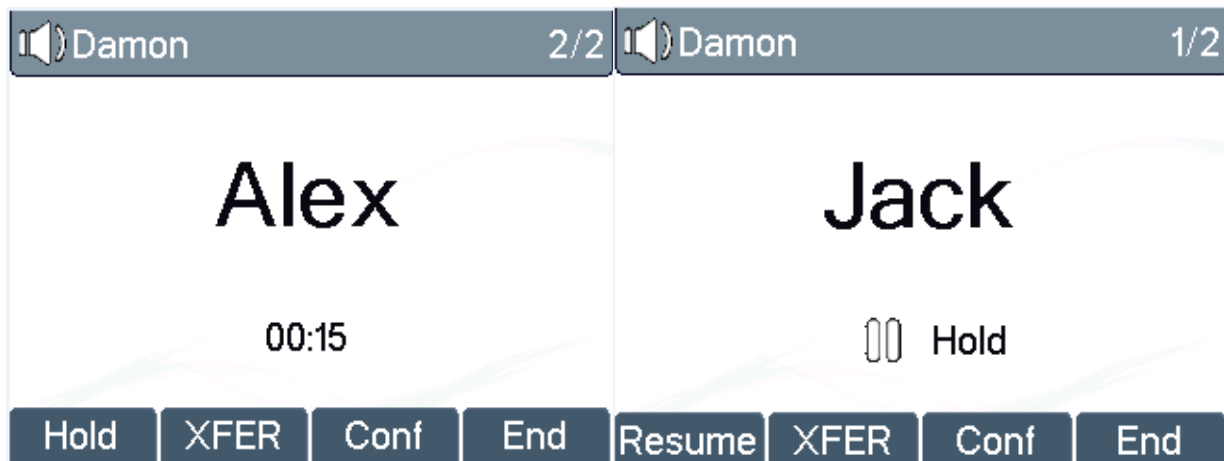 Damon 2/2
Alex
00:15
Hold XFER Conf End
Damon 1/2
Jack
Hold
Resume XFER Conf End